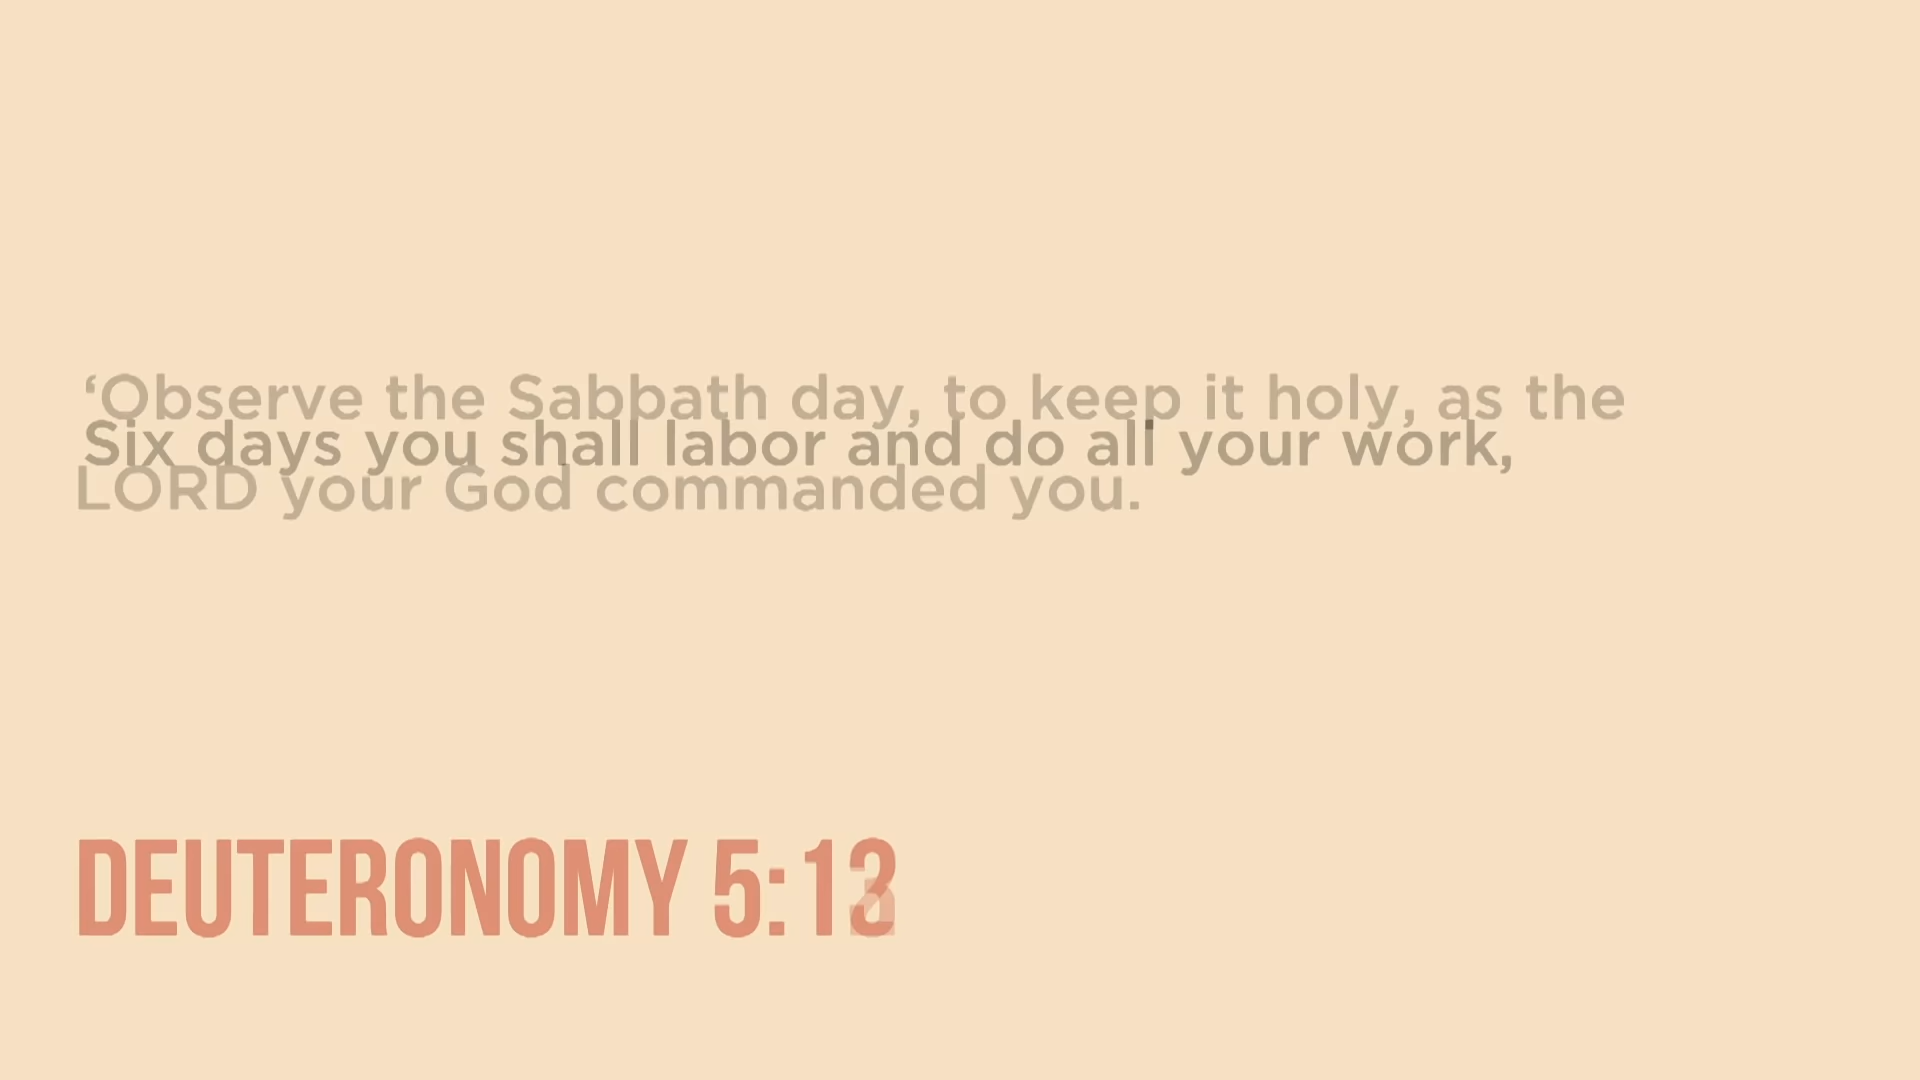 ‘Observe the Sabbath day, to keep it holy, as the
Six days you shall labor and do all your work,
LORD your God commanded you.
DEUTERONOMY 5:13